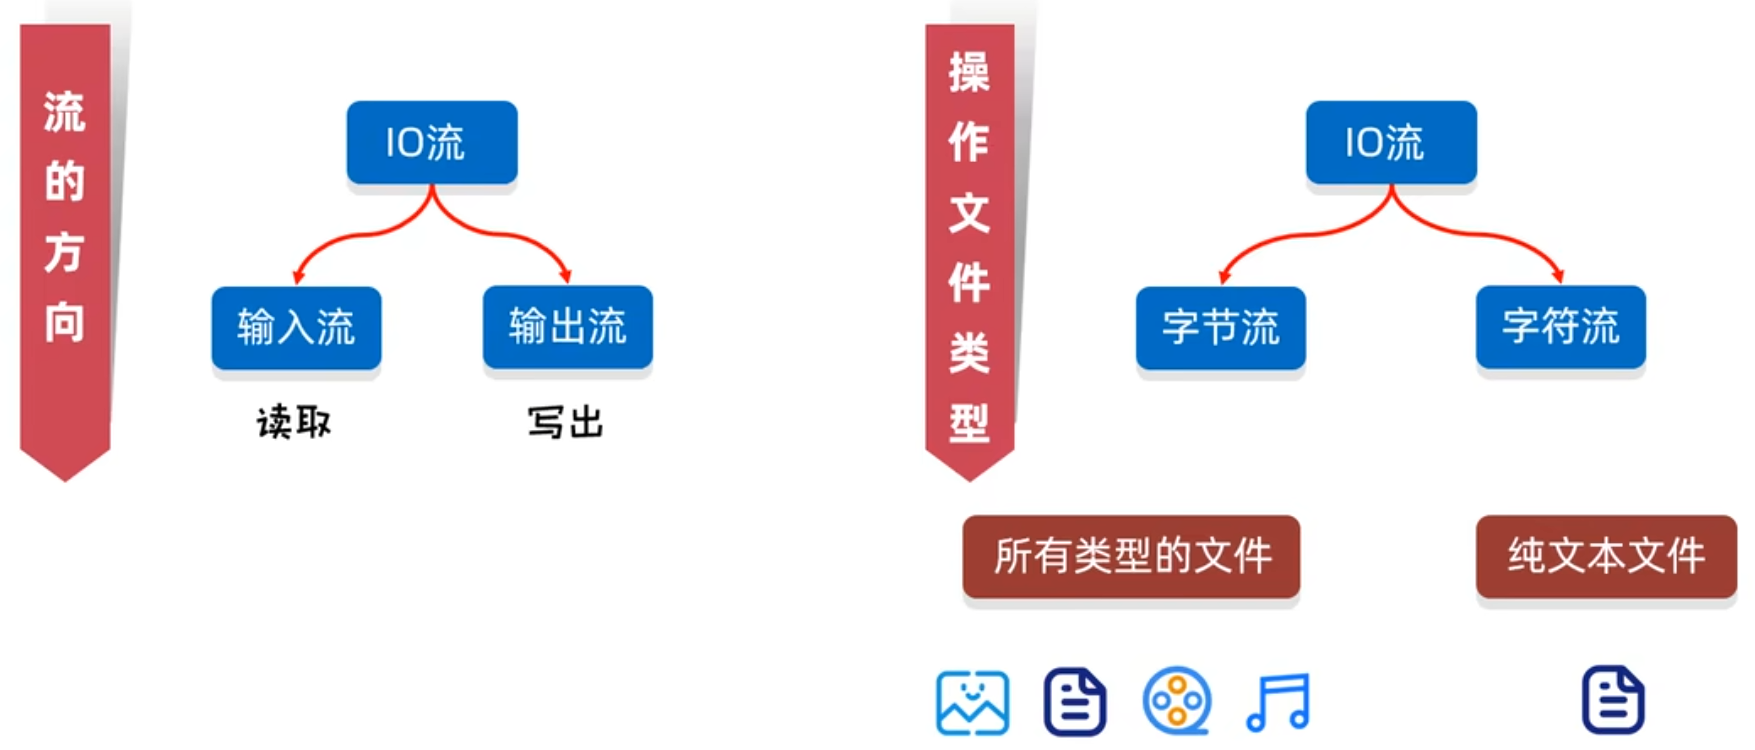 流的方向
IO流
输入流
输出流
读取
写出
操作文件类型
IO流
字节流
字符流
所有类型的文件
纯文本文件